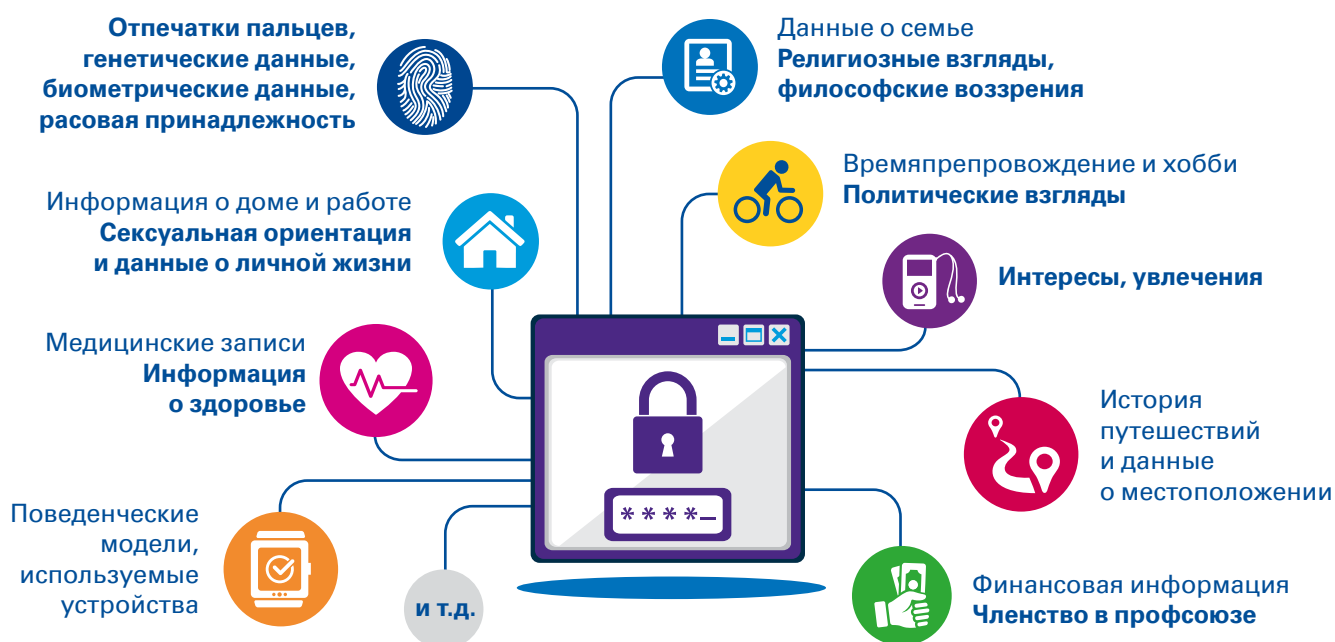 Отпечатки пальцев,
генетические данные,
биометрические данные,
расовая принадлежность
Данные о семье
Религиозные взгляды,
философские воззрения
Времяпрепровождение и хобби
Политические взгляды
Информация о доме и работе
Сексуальная ориентация
и данные о личной жизни
Интересы, увлечения
Медицинские записи
Информация
о здоровье
История
путешествий
и данные
о местоположении
* * * *_
Поведенческие
модели,
используемые
устройства
и т.д.
Финансовая информация
Членство в профсоюзе